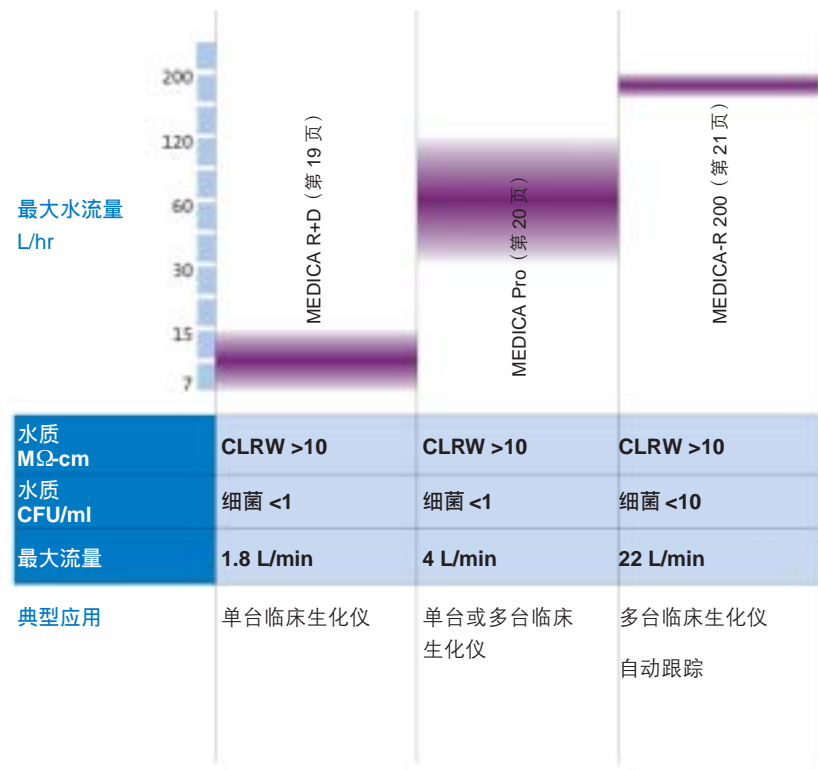 200
120
60
30
15
7
最大水流量
L/hr
MEDICA R+D（第 19 页）
MEDICA Pro（第 20 页）
MEDICA-R 200（第 21 页）
水质
MΩ-cm
CLRW >10
CLRW >10
CLRW >10
水质
CFU/ml
细菌 <1
细菌 <1
细菌 <10
最大流量
1.8 L/min
4 L/min
22 L/min
典型应用
单台临床生化仪
单台或多台临床
生化仪
多台临床生化仪
自动跟踪